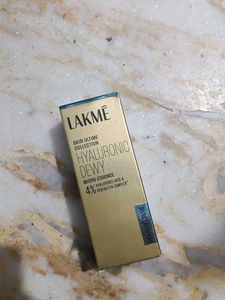 LAKMĒ
SKIN ULTIME
COLLECTION
HYALURONIC
DEWY
MICRO-ESSENCE
4% HYALURONIC ACID &
PENTAVITIN COMPLEX*